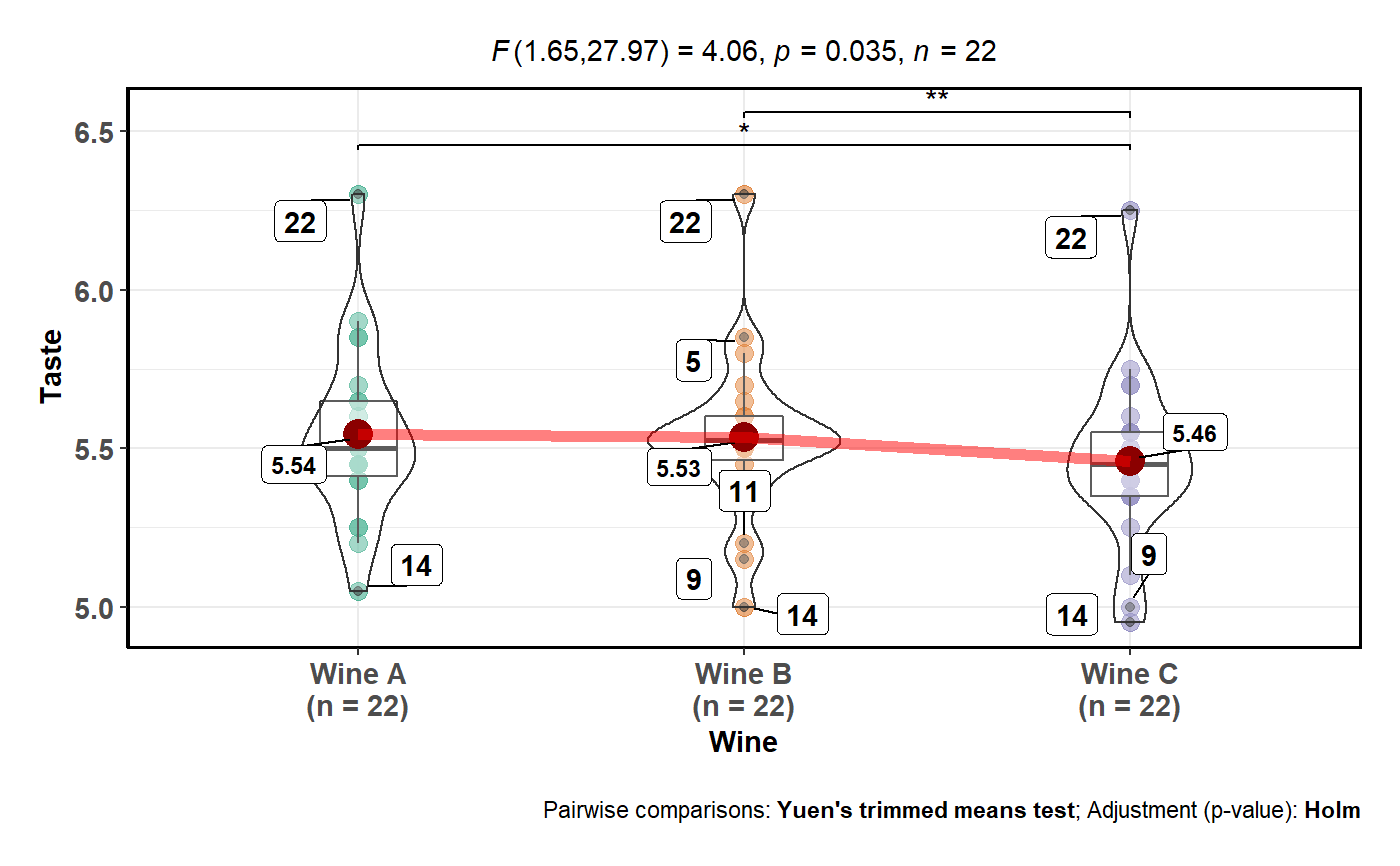 F(1.65,27.97) = 4.06, p = 0.035, n = 22
**
*
6.5
6.0
5.5
5.0
Taste
22
5.54
14
22
5
5.53
11
9
14
22
5.46
9
14
Wine A
(n = 22)
Wine B
(n = 22)
Wine C
(n = 22)
Wine
Pairwise comparisons: Yuen's trimmed means test; Adjustment (p-value): Holm